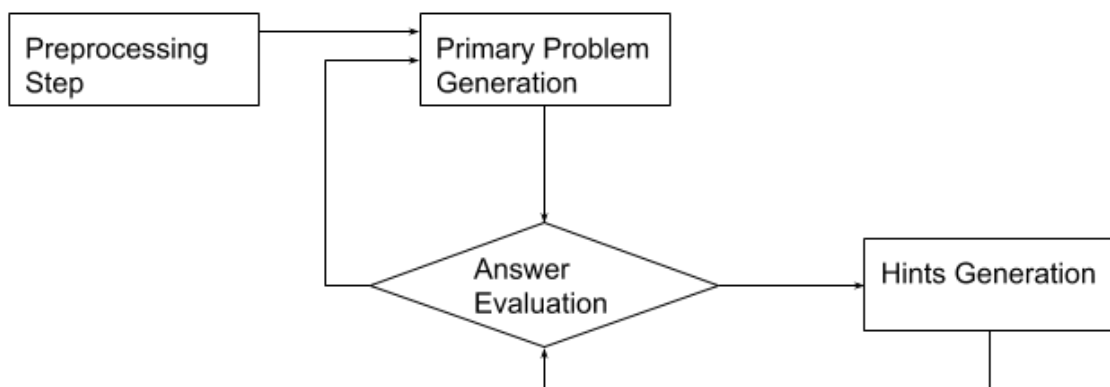 Preprocessing
Step
Primary Problem
Generation
Answer
Evaluation
Hints Generation